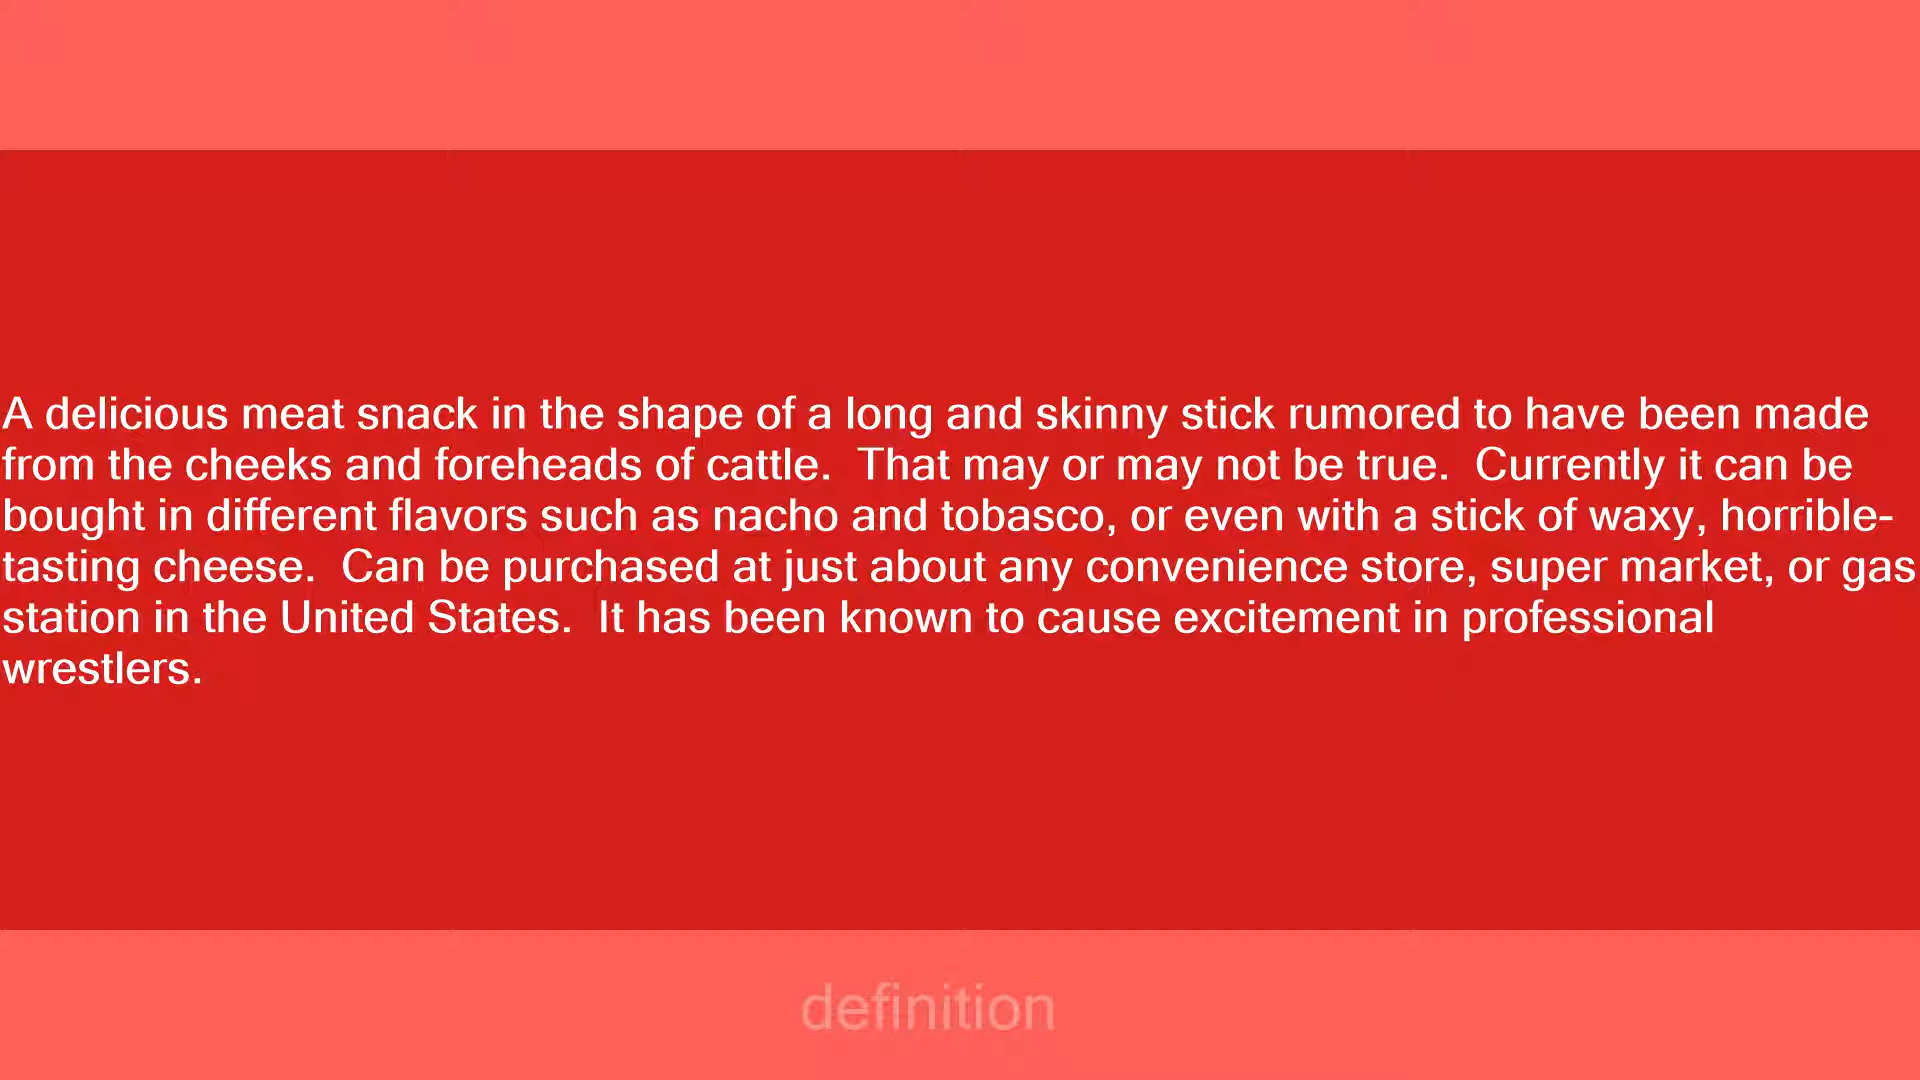 A delicious meat snack in the shape of a long and skinny stick rumored to have been made
from the cheeks and foreheads of cattle.  That may or may not be true.  Currently it can be
bought in different flavors such as nacho and tobasco, or even with a stick of waxy, horrible-
tasting cheese.  Can be purchased at just about any convenience store, super market, or gas
station in the United States.  It has been known to cause excitement in professional
wrestlers.
definition